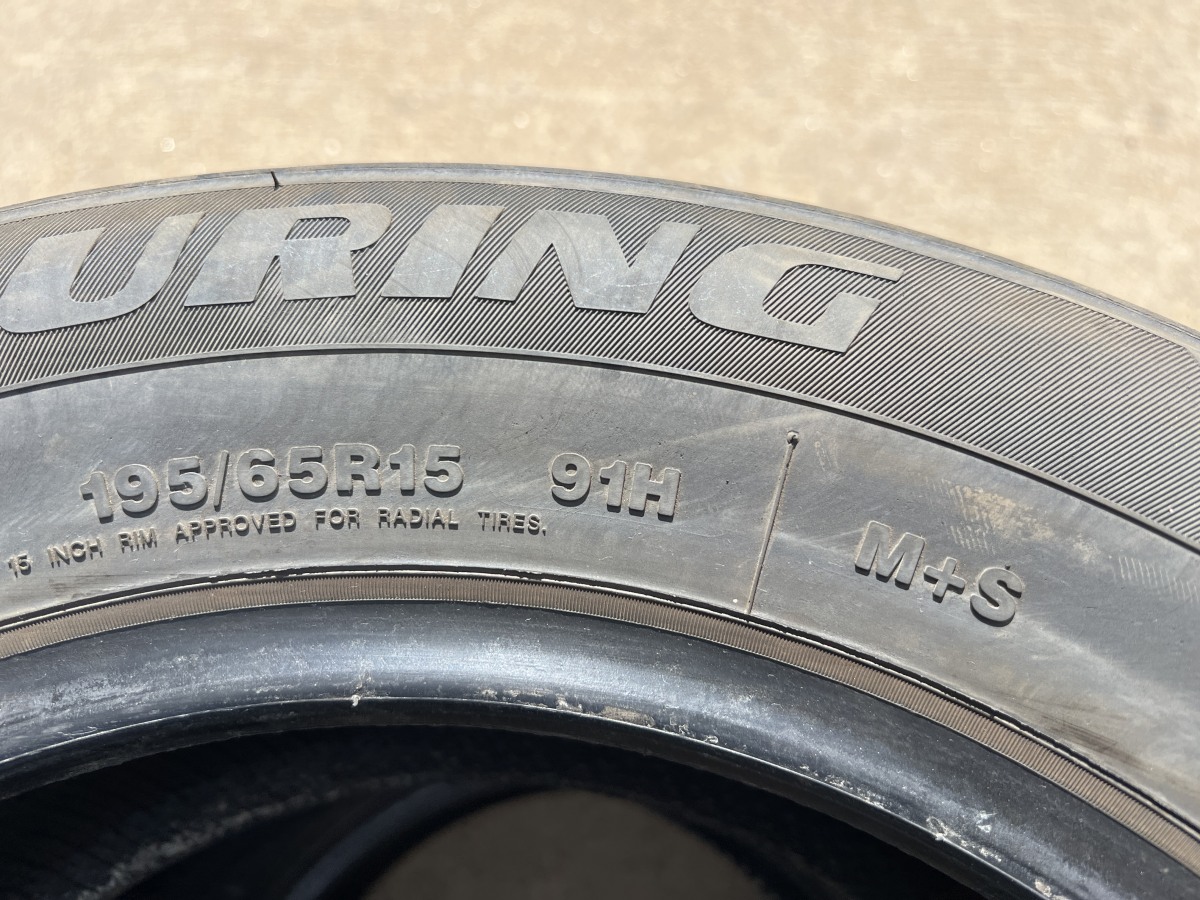 URING
195/65R15 91H M+S
15 INCH RIM APPROVED FOR RADIAL TIRES.